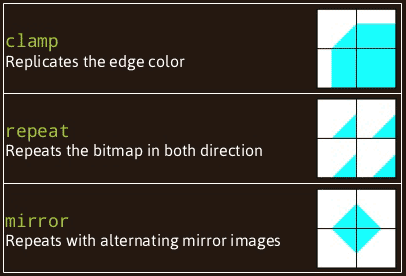 clamp
Replicates the edge color
repeat
Repeats the bitmap in both direction
mirror
Repeats with alternating mirror images